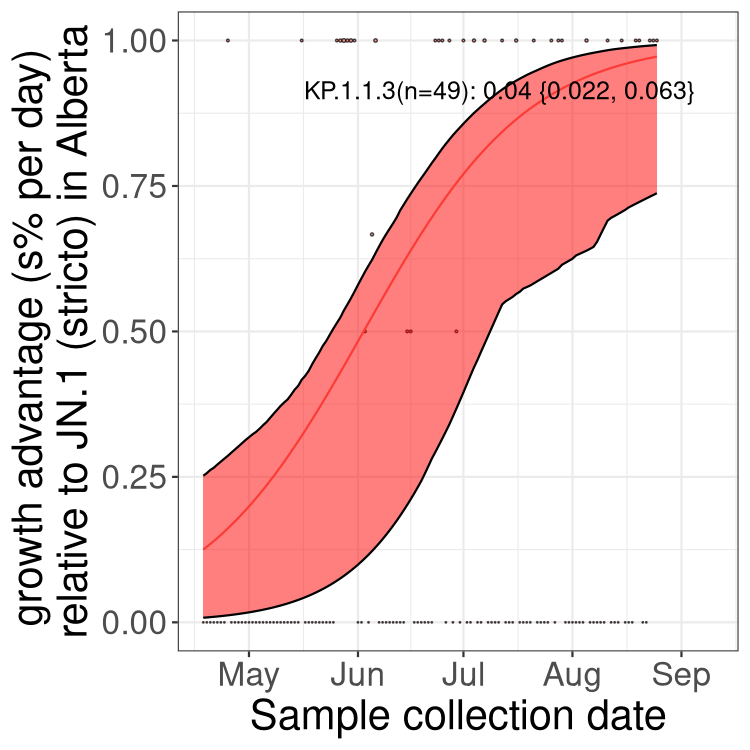 growth advantage (s% per day)
relative to JN.1 (stricto) in Alberta
1.00
0.75
0.50
0.25
0.00
KP.1.1.3(n=49): 0.04 {0.022, 0.063}
May Jun Jul Aug Sep
Sample collection date